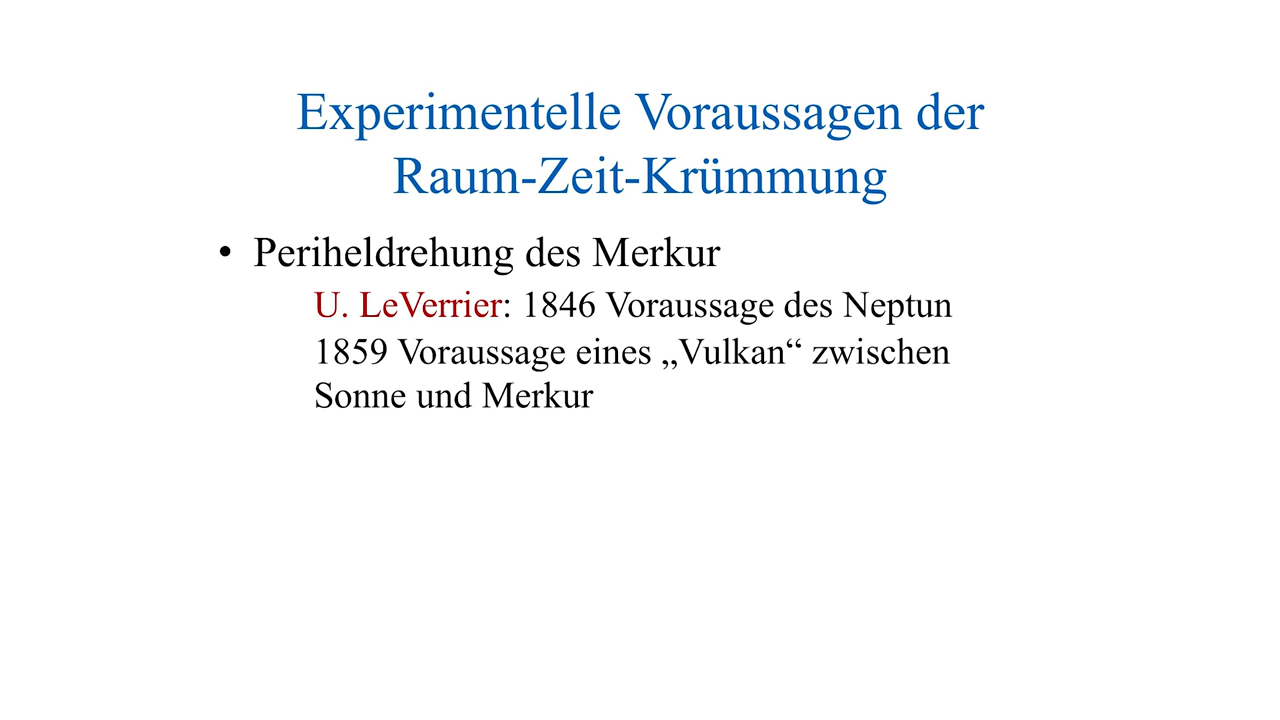 Experimentelle Voraussagen der
Raum-Zeit-Krümmung
• Periheldrehung des Merkur
U. LeVerrier: 1846 Voraussage des Neptun
1859 Voraussage eines „Vulkan“ zwischen
Sonne und Merkur